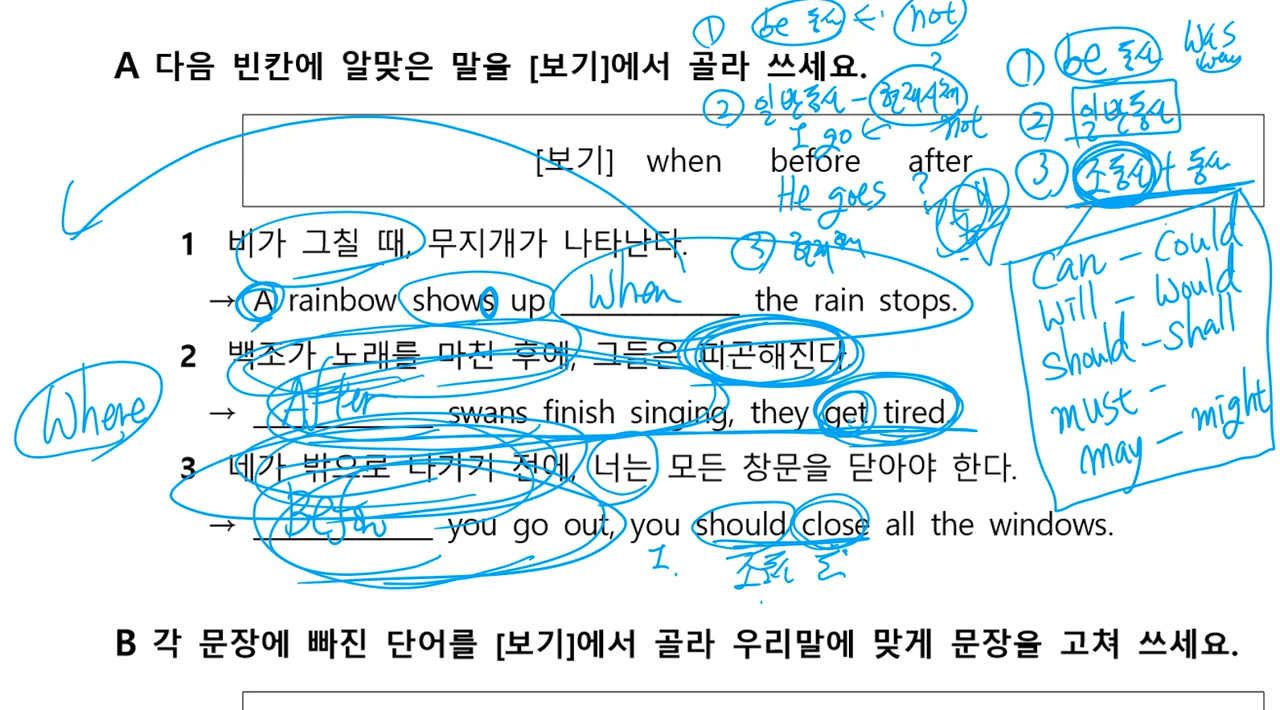 ① be 동사 ← not
A 다음 빈칸에 알맞은 말을 [보기]에서 골라 쓰세요.
① be 동사 was
② 일반동사 - 현재시제 ?
I go ← not
② 일반동사
[보기] when before after
③ 조동사 + 동사
He goes ?
1 비가 그칠 때, 무지개가 나타난다.
③
→ A rainbow shows up When the rain stops.
can - could
will - would
should - shall
must -
may - might
2 백조가 노래를 마친 후에, 그들은 피곤해진다.
→ After swans finish singing, they get tired.
Where
3 네가 밖으로 나가기 전에, 너는 모든 창문을 닫아야 한다.
→ Before you go out, you should close all the windows.
I. 조동사
B 각 문장에 빠진 단어를 [보기]에서 골라 우리말에 맞게 문장을 고쳐 쓰세요.